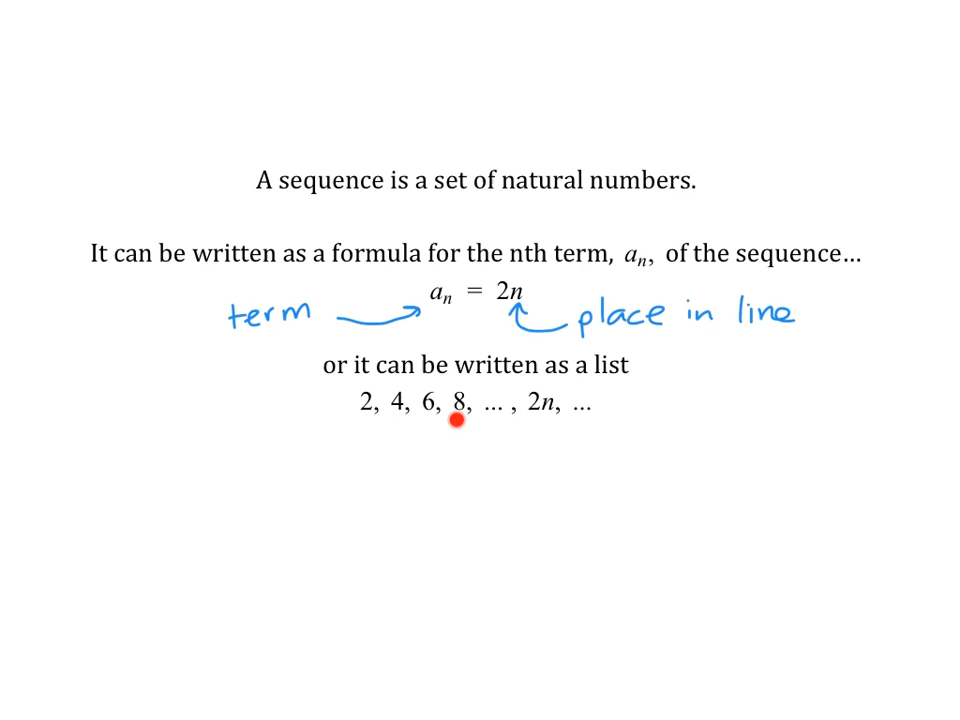 A sequence is a set of natural numbers.
It can be written as a formula for the nth term, aₙ, of the sequence…
aₙ = 2n
term place in line
or it can be written as a list
2, 4, 6, 8, … , 2n, …